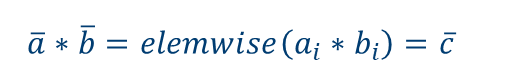 a̅ * b̅ = elemwise(aᵢ * bᵢ) = c̅